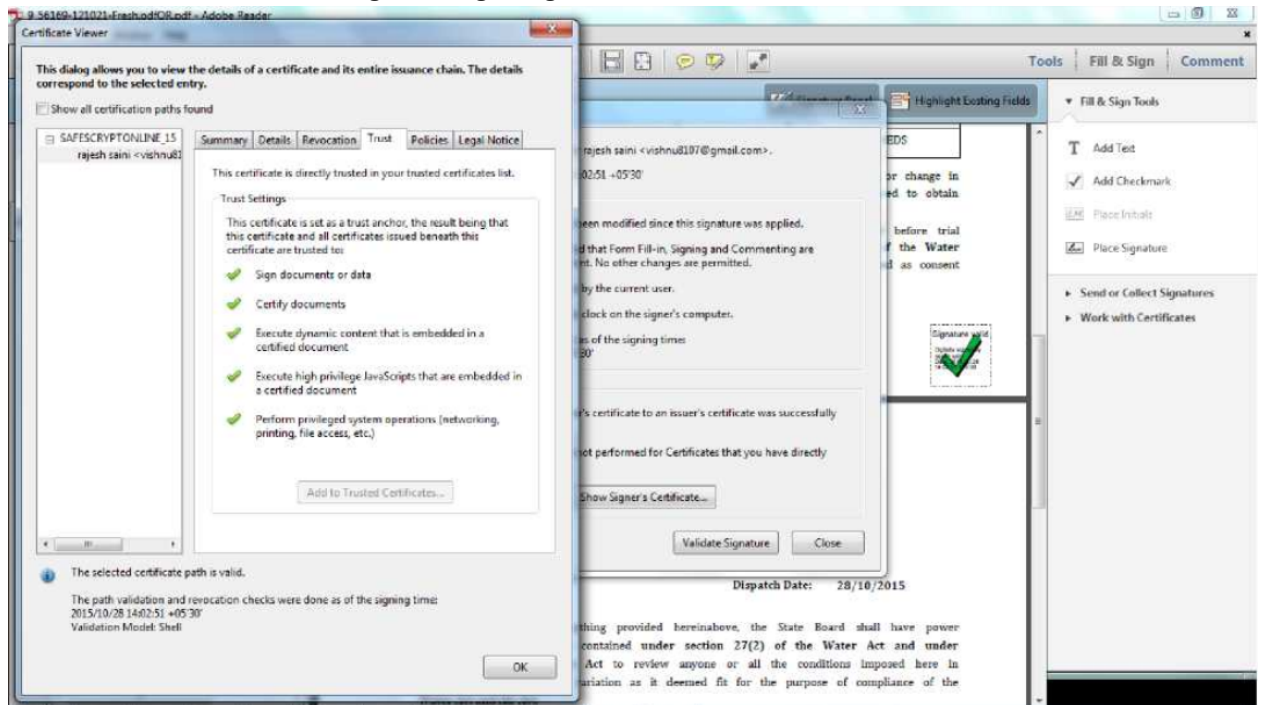 9 56169-121021-Fresh.pdfOR.pdf - Adobe Reader
Certificate Viewer
This dialog allows you to view the details of a certificate and its entire issuance chain. The details
correspond to the selected entry.
Show all certification paths found
SAFESCRYPTONLINE_15
rajesh saini <vishnu81
Summary Details Revocation Trust Policies Legal Notice
This certificate is directly trusted in your trusted certificates list.
Trust Settings
This certificate is set as a trust anchor, the result being that
this certificate and all certificates issued beneath this
certificate are trusted to:
Sign documents or data
Certify documents
Execute dynamic content that is embedded in a
certified document
Execute high privilege JavaScripts that are embedded in
a certified document
Perform privileged system operations (networking,
printing, file access, etc.)
Add to Trusted Certificates...
The selected certificate path is valid.
The path validation and revocation checks were done as of the signing time:
2015/10/28 14:02:51 +05'30'
Validation Model: Shell
OK
Tools Fill & Sign Comment
Highlight Existing Fields
rajesh saini <vishnu8107@gmail.com>.
02:51 +05'30'
been modified since this signature was applied.
d that Form Fill-in, Signing and Commenting are
nt. No other changes are permitted.
by the current user.
clock on the signer's computer.
as of the signing times
30'
r's certificate to an issuer's certificate was successfully
not performed for Certificates that you have directly
Show Signer's Certificate...
Validate Signature Close
EDS
or change in
ed to obtain
before trial
f the Water
d as consent
Signature valid
Dispatch Date: 28/10/2015
thing provided hereinabove, the State Board shall have power
contained under section 27(2) of the Water Act and under
Act to review anyone or all the conditions imposed here in
variation as it deemed fit for the purpose of compliance of the
Fill & Sign Tools
Add Text
Add Checkmark
Place Initials
Place Signature
Send or Collect Signatures
Work with Certificates